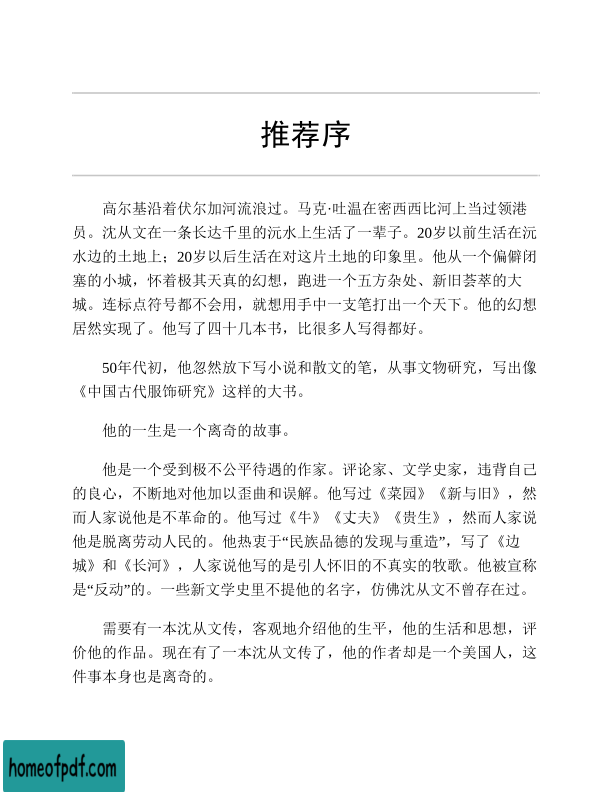 推荐序
高尔基沿着伏尔加河流浪过。马克·吐温在密西西比河上当过领港
员。沈从文在一条长达千里的沅水上生活了一辈子。20岁以前生活在沅
水边的土地上；20岁以后生活在对这片土地的印象里。他从一个偏僻闭
塞的小城，怀着极其天真的幻想，跑进一个五方杂处、新旧荟萃的大
城。连标点符号都不会用，就想用手中一支笔打出一个天下。他的幻想
居然实现了。他写了四十几本书，比很多人写得都好。
50年代初，他忽然放下写小说和散文的笔，从事文物研究，写出像
《中国古代服饰研究》这样的大书。
他的一生是一个离奇的故事。
他是一个受到极不公平待遇的作家。评论家、文学史家，违背自己
的良心，不断地对他加以歪曲和误解。他写过《菜园》《新与旧》，然
而人家说他是不革命的。他写过《牛》《丈夫》《贵生》，然而人家说
他是脱离劳动人民的。他热衷于“民族品德的发现与重造”，写了《边
城》和《长河》，人家说他写的是引人怀旧的不真实的牧歌。他被宣称
是“反动”的。一些新文学史里不提他的名字，仿佛沈从文不曾存在过。
需要有一本沈从文传，客观地介绍他的生平，他的生活和思想，评
价他的作品。现在有了一本沈从文传了，他的作者却是一个美国人，这
件事本身也是离奇的。
homeofpdf.com